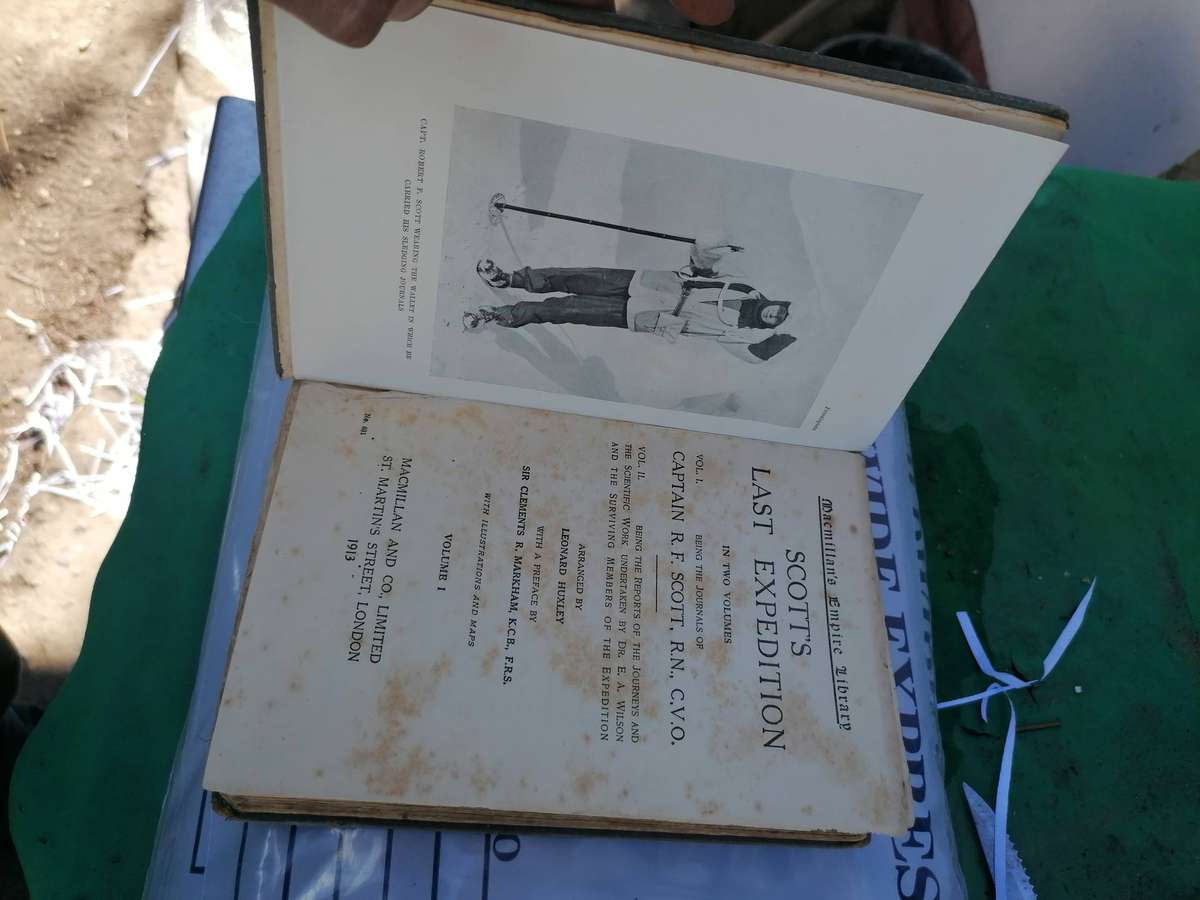 CAPT. ROBERT F. SCOTT WEARING THE WALLET IN WHICH HE
CARRIED HIS SLEDGING JOURNALS
Macmillan's Empire Library
SCOTT'S
LAST EXPEDITION
IN TWO VOLUMES
VOL. I. BEING THE JOURNALS OF
CAPTAIN R. F. SCOTT, R.N., C.V.O.
VOL. II. BEING THE REPORTS OF THE JOURNEYS AND
THE SCIENTIFIC WORK UNDERTAKEN BY DR. E. A. WILSON
AND THE SURVIVING MEMBERS OF THE EXPEDITION
ARRANGED BY
LEONARD HUXLEY
WITH A PREFACE BY
SIR CLEMENTS R. MARKHAM, K.C.B., F.R.S.
WITH ILLUSTRATIONS AND MAPS
VOLUME I
MACMILLAN AND CO., LIMITED
ST. MARTIN'S STREET, LONDON
1913
No. 611